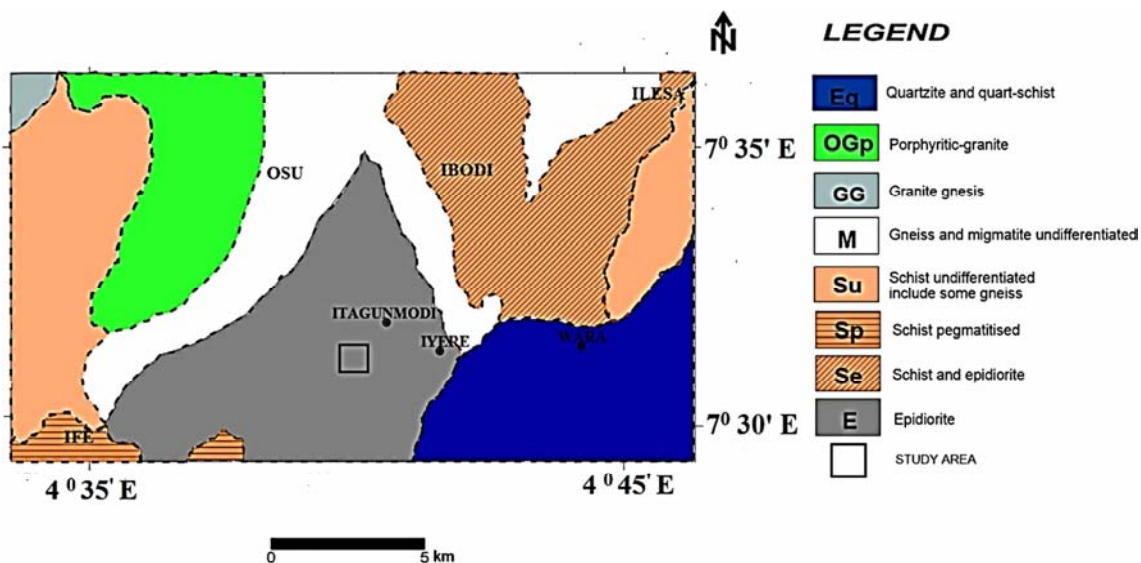 N
LEGEND
Eq Quartzite and quart-schist
OGp Porphyritic-granite
GG Granite gnesis
M Gneiss and migmatite undifferentiated
Su Schist undifferentiated
include some gneiss
Sp Schist pegmatitised
Se Schist and epidiorite
E Epidiorite
STUDY AREA
ILESA
OSU
IBODI
ITAGUNMODI
IYERE
WARA
IFE
7⁰ 35' E
7⁰ 30' E
4⁰ 35' E
4⁰ 45' E
0 5 km